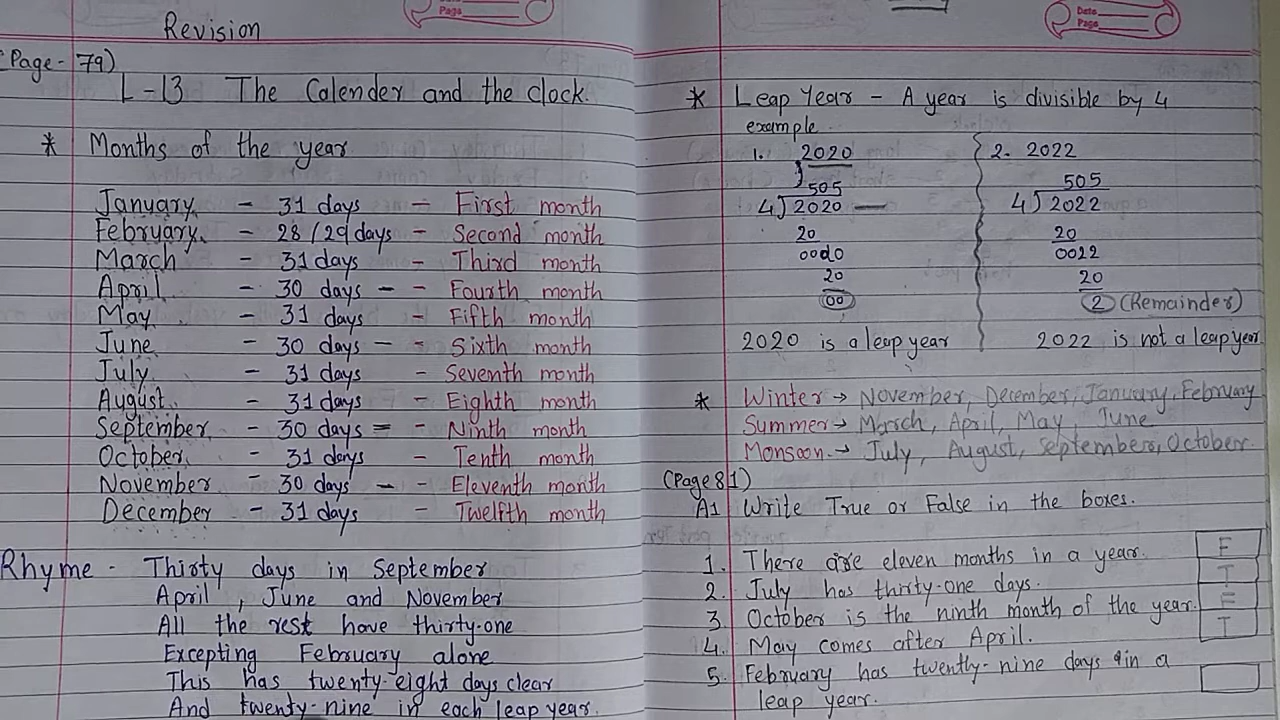 Revision
(Page-79)
L-13 The Calender and the clock.
* Months of the year
January - 31 days - First month
February - 28/29 days - Second month
March - 31 days - Third month
April - 30 days - - Fourth month
May - 31 days - Fifth month
June - 30 days - - Sixth month
July - 31 days - Seventh month
August - 31 days - Eighth month
September - 30 days = - Ninth month
October - 31 days - Tenth month
November - 30 days - - Eleventh month
December - 31 days - Twelfth month
Rhyme - Thirty days in September
April, June and November
All the rest have thirty-one
Excepting February alone
This has twenty-eight days clear
And twenty-nine in each leap year.
Page
Date
Page
* Leap Year - A year is divisible by 4
example
1. 2020
505
4)2020
20
0020
20
00
2020 is a leap year
2. 2022
505
4)2022
20
0022
20
2 (Remainder)
2022 is not a leap year
* Winter → November, December, January, February
Summer → March, April, May, June
Monsoon → July, August, September, October.
(Page 81)
A1 Write True or False in the boxes.
1. There are eleven months in a year. F
2. July has thirty-one days. T
3. October is the ninth month of the year. F
4. May comes after April. T
5. February has twently-nine days in a
leap year.